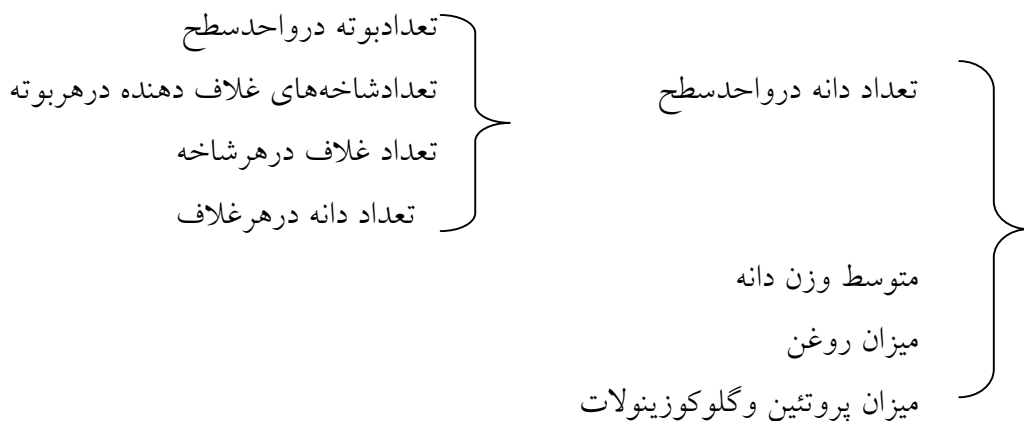 تعداد دانه درواحدسطح
تعدادبوته درواحدسطح
تعدادشاخه‌های غلاف دهنده درهربوته
تعداد غلاف درهرشاخه
تعداد دانه درهرغلاف
متوسط وزن دانه
میزان روغن
میزان پروتئین وگلوکوزینولات